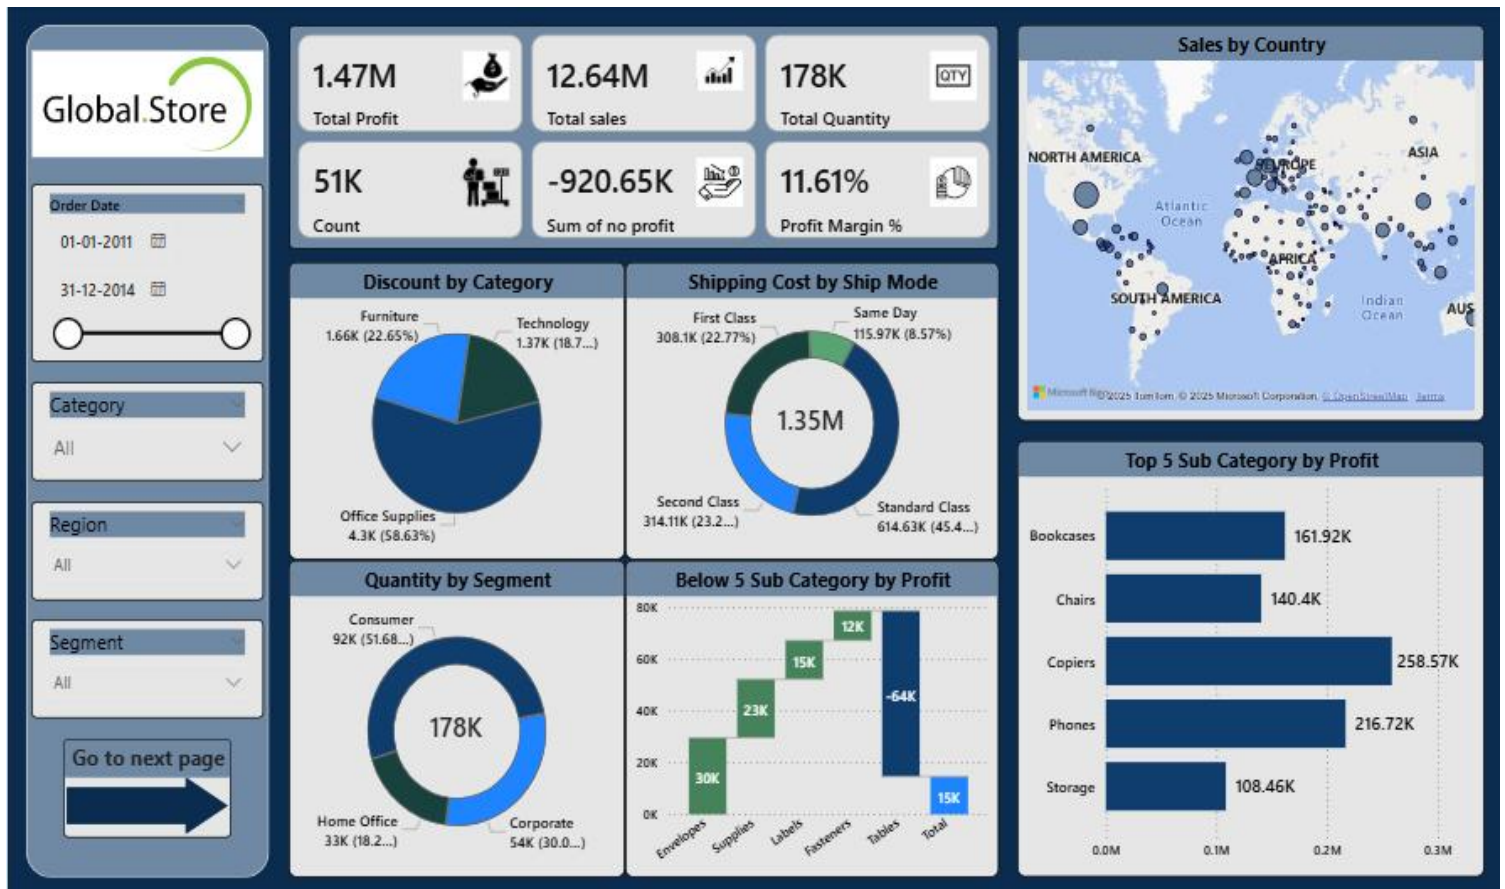 Global.Store
Order Date
01-01-2011
31-12-2014
Category
All
Region
All
Segment
All
Go to next page
1.47M
Total Profit
12.64M
Total sales
178K
Total Quantity
QTY
51K
Count
-920.65K
Sum of no profit
11.61%
Profit Margin %
Discount by Category
Furniture
1.66K (22.65%)
Technology
1.37K (18.7...)
Office Supplies
4.3K (58.63%)
Shipping Cost by Ship Mode
First Class
308.1K (22.77%)
Same Day
115.97K (8.57%)
1.35M
Second Class
314.11K (23.2...)
Standard Class
614.63K (45.4...)
Quantity by Segment
Consumer
92K (51.68...)
178K
Home Office
33K (18.2...)
Corporate
54K (30.0...)
Below 5 Sub Category by Profit
80K
60K
40K
20K
0K
30K
23K
15K
12K
-64K
15K
Envelopes
Supplies
Labels
Fasteners
Tables
Total
Sales by Country
NORTH AMERICA
EUROPE
ASIA
Atlantic
Ocean
AFRICA
SOUTH AMERICA
Indian
Ocean
AUS
© 2025 TomTom, © 2025 Microsoft Corporation, © OpenStreetMap Terms
Top 5 Sub Category by Profit
Bookcases
161.92K
Chairs
140.4K
Copiers
258.57K
Phones
216.72K
Storage
108.46K
0.0M
0.1M
0.2M
0.3M